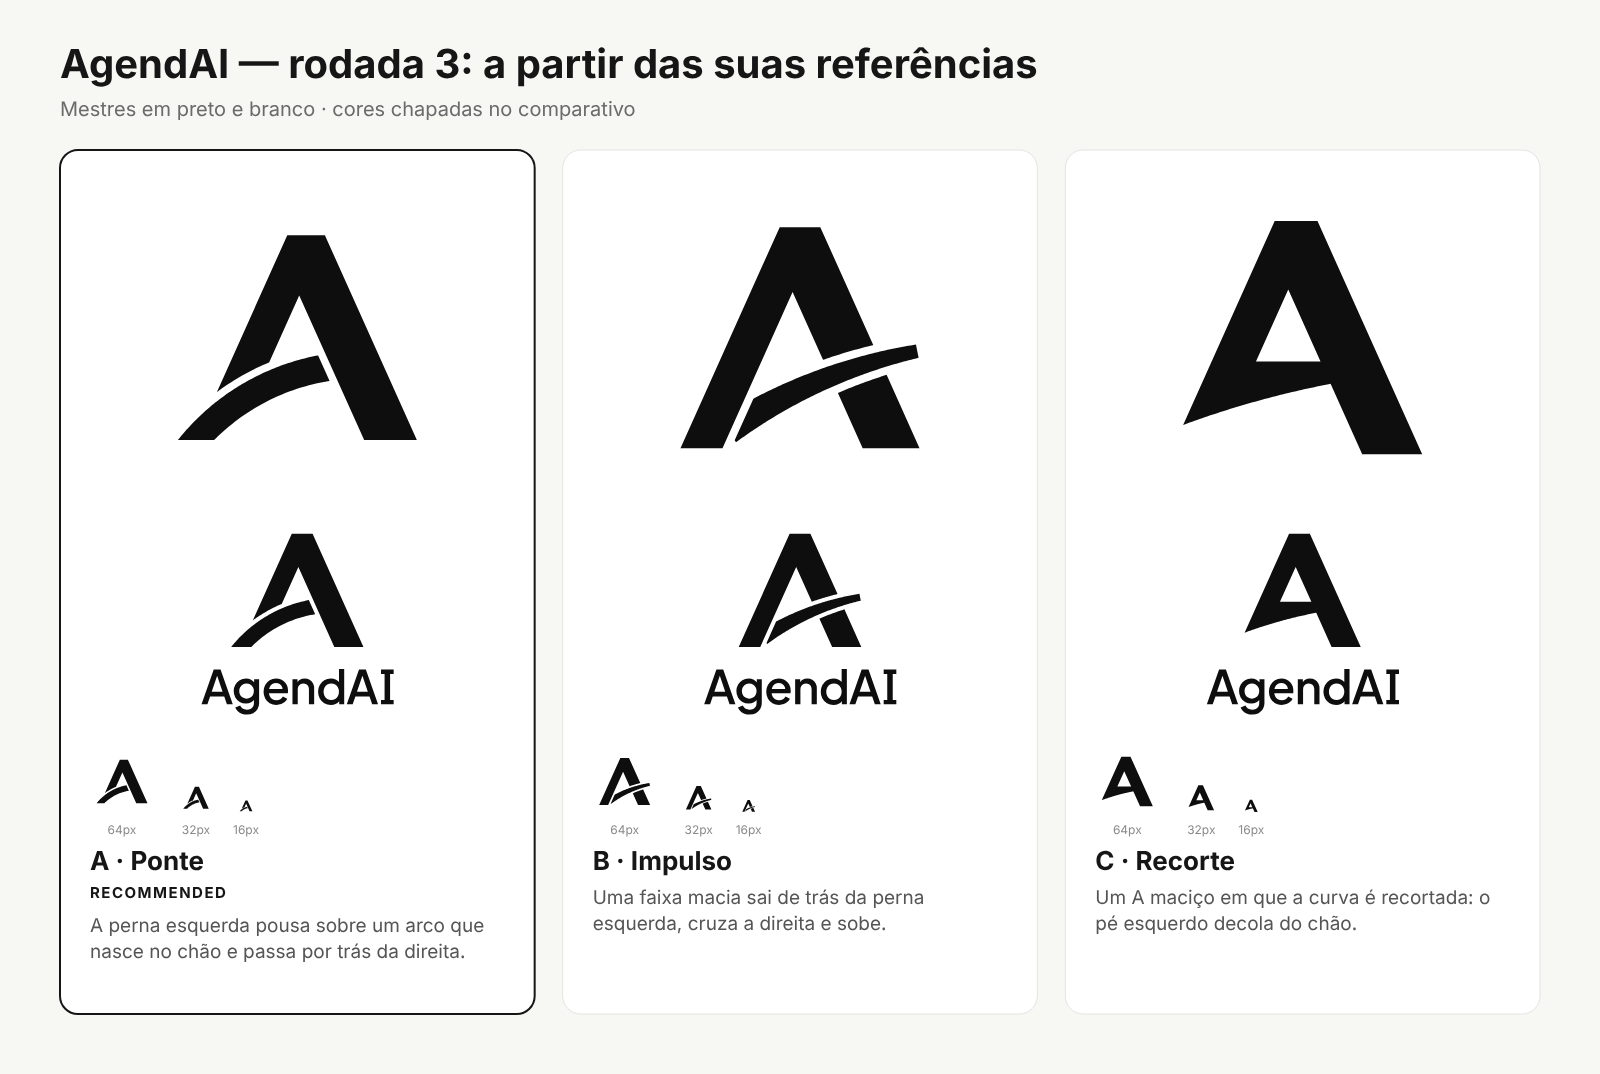 AgendAI — rodada 3: a partir das suas referências
Mestres em preto e branco · cores chapadas no comparativo
AgendAI
64px 32px 16px
A · Ponte
RECOMMENDED
A perna esquerda pousa sobre um arco que
nasce no chão e passa por trás da direita.
AgendAI
64px 32px 16px
B · Impulso
Uma faixa macia sai de trás da perna
esquerda, cruza a direita e sobe.
AgendAI
64px 32px 16px
C · Recorte
Um A maciço em que a curva é recortada: o
pé esquerdo decola do chão.